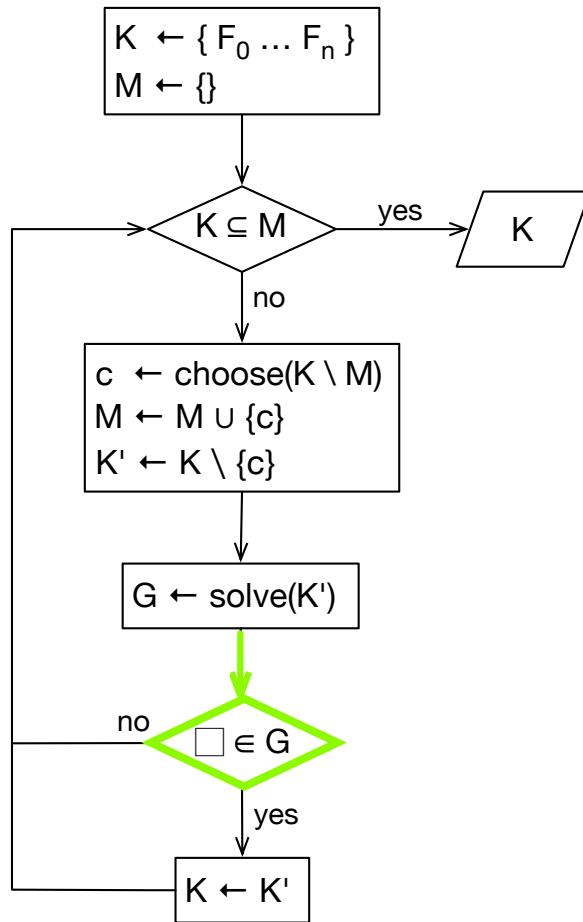 K ← { F₀ … Fₙ }
M ← {}
K ⊆ M
yes
K
no
c ← choose(K \ M)
M ← M ∪ {c}
K' ← K \ {c}
G ← solve(K')
no
□ ∈ G
yes
K ← K'